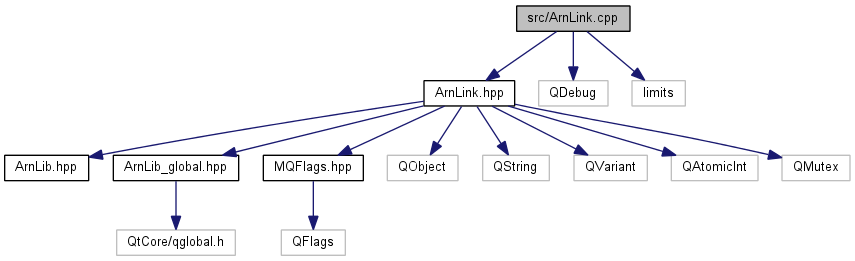 src/ArnLink.cpp
ArnLink.hpp
QDebug
limits
ArnLib.hpp
ArnLib_global.hpp
MQFlags.hpp
QObject
QString
QVariant
QAtomicInt
QMutex
QtCore/qglobal.h
QFlags